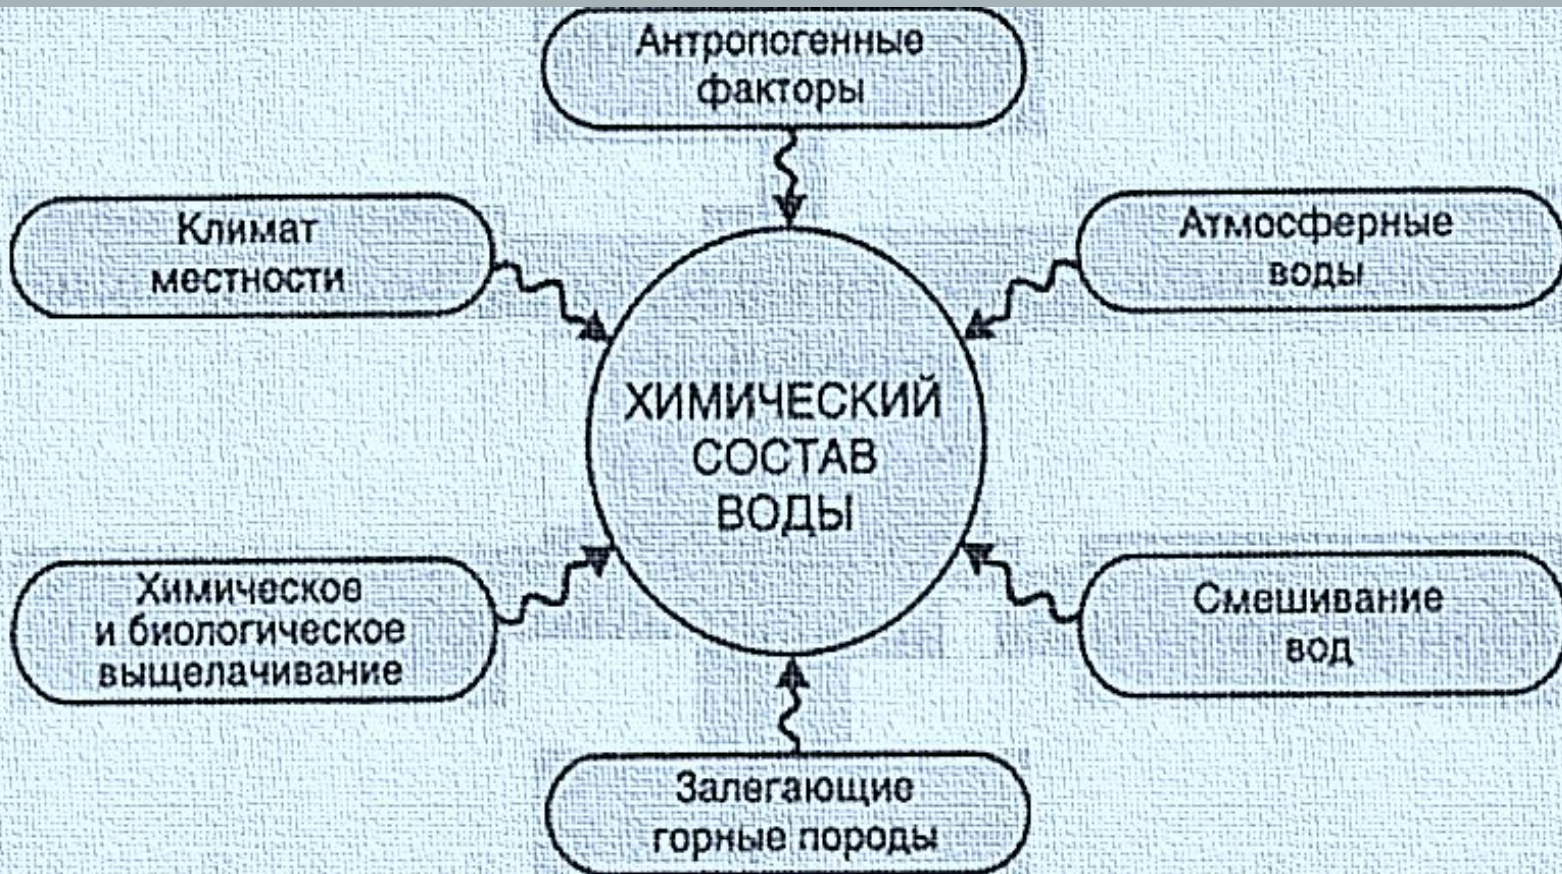 Антропогенные
факторы
Климат
местности
Атмосферные
воды
ХИМИЧЕСКИЙ
СОСТАВ
ВОДЫ
Химическое
и биологическое
выщелачивание
Смешивание
вод
Залегающие
горные породы